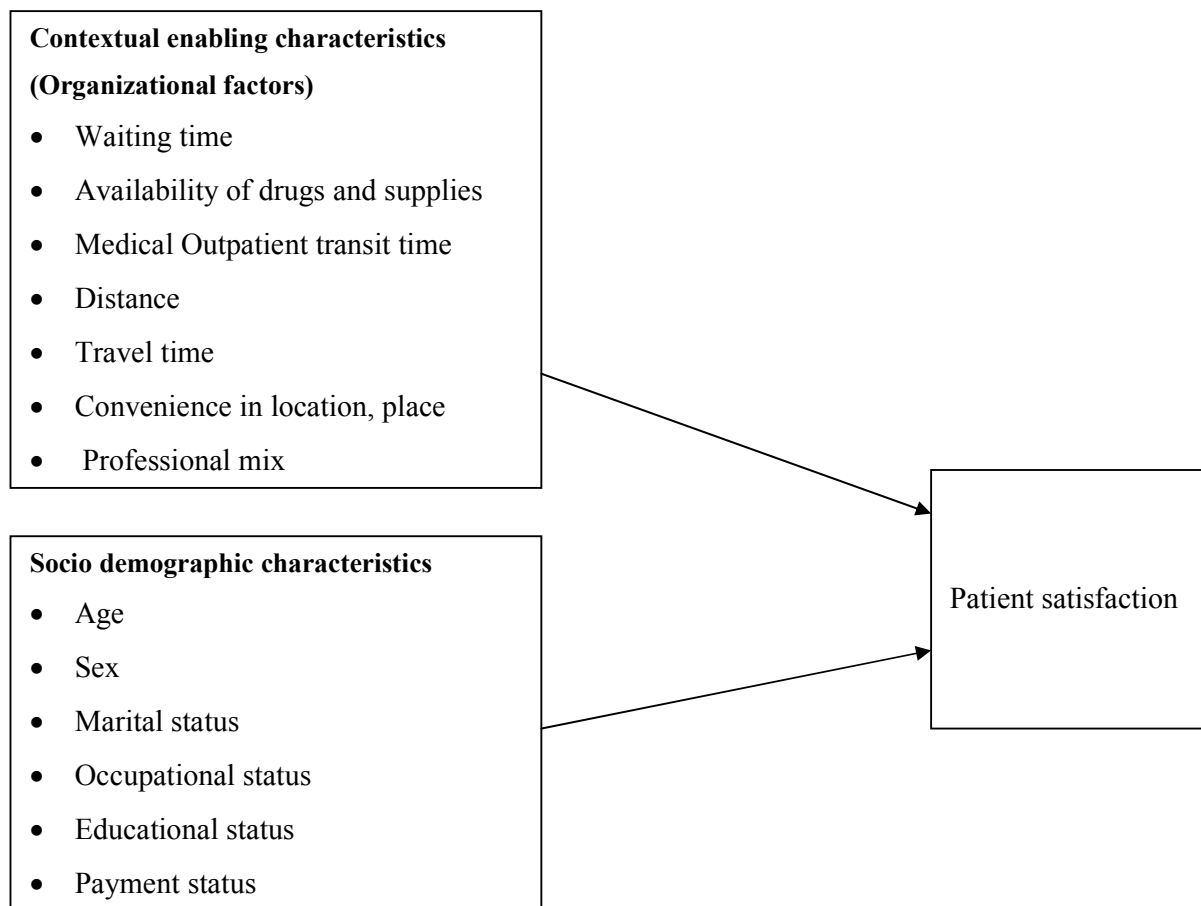 Contextual enabling characteristics
(Organizational factors)
• Waiting time
• Availability of drugs and supplies
• Medical Outpatient transit time
• Distance
• Travel time
• Convenience in location, place
• Professional mix
Socio demographic characteristics
• Age
• Sex
• Marital status
• Occupational status
• Educational status
• Payment status
Patient satisfaction